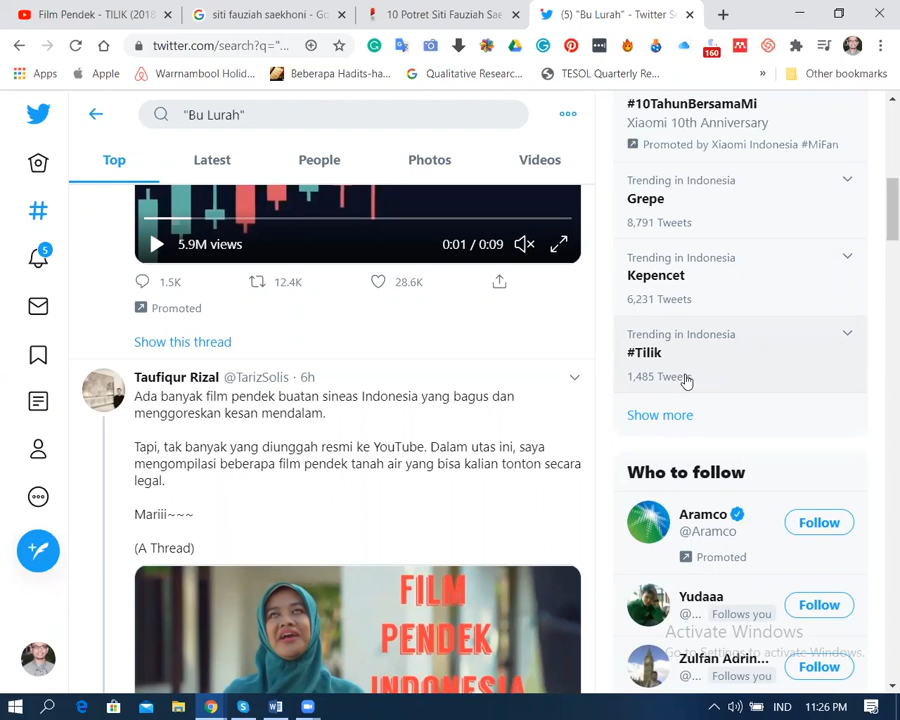 Film Pendek - TILIK (2018
siti fauziah saekhoni - Go
10 Potret Siti Fauziah Sae
(5) "Bu Lurah" - Twitter Se
twitter.com/search?q="...
160
Apps
Apple
Warrnambool Holid...
Beberapa Hadits-ha...
Qualitative Researc...
TESOL Quarterly Re...
»
Other bookmarks
"Bu Lurah"
Top
Latest
People
Photos
Videos
5.9M views
0:01 / 0:09
1.5K
12.4K
28.6K
Promoted
Show this thread
5
Taufiqur Rizal @TarizSolis · 6h
Ada banyak film pendek buatan sineas Indonesia yang bagus dan
menggoreskan kesan mendalam.
Tapi, tak banyak yang diunggah resmi ke YouTube. Dalam utas ini, saya
mengompilasi beberapa film pendek tanah air yang bisa kalian tonton secara
legal.
Mariii~~~
(A Thread)
FILM
PENDEK
INDONESIA
#10TahunBersamaMi
Xiaomi 10th Anniversary
Promoted by Xiaomi Indonesia #MiFan
Trending in Indonesia
Grepe
8,791 Tweets
Trending in Indonesia
Kepencet
6,231 Tweets
Trending in Indonesia
#Tilik
1,485 Tweets
Show more
Who to follow
Aramco
@Aramco
Follow
Promoted
Yudaaa
@... Follows you
Follow
Zulfan Adrin...
@... Follows you
Follow
Activate Windows
Go to Settings to activate Windows.
IND
11:26 PM